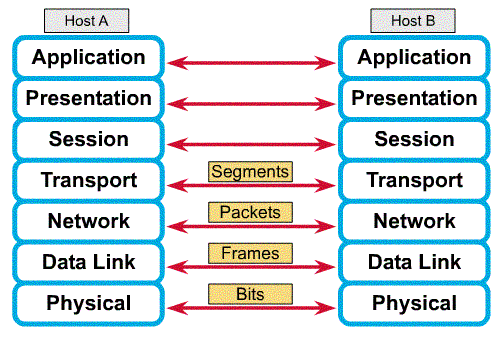 Host A
Host B
Application
Application
Presentation
Presentation
Session
Session
Transport
Segments
Transport
Network
Packets
Network
Data Link
Frames
Data Link
Physical
Bits
Physical